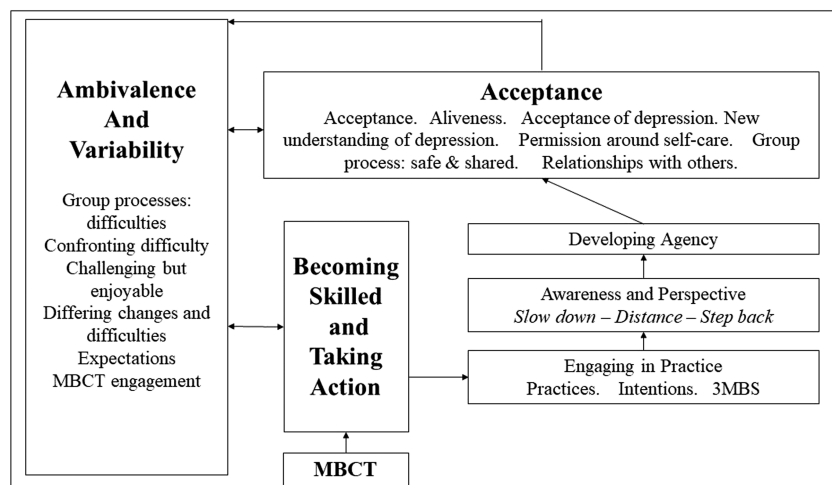 Ambivalence
And
Variability
Group processes:
difficulties
Confronting difficulty
Challenging but
enjoyable
Differing changes and
difficulties
Expectations
MBCT engagement
Acceptance
Acceptance. Aliveness. Acceptance of depression. New
understanding of depression. Permission around self-care. Group
process: safe & shared. Relationships with others.
Becoming
Skilled
and
Taking
Action
MBCT
Developing Agency
Awareness and Perspective
Slow down – Distance – Step back
Engaging in Practice
Practices. Intentions. 3MBS